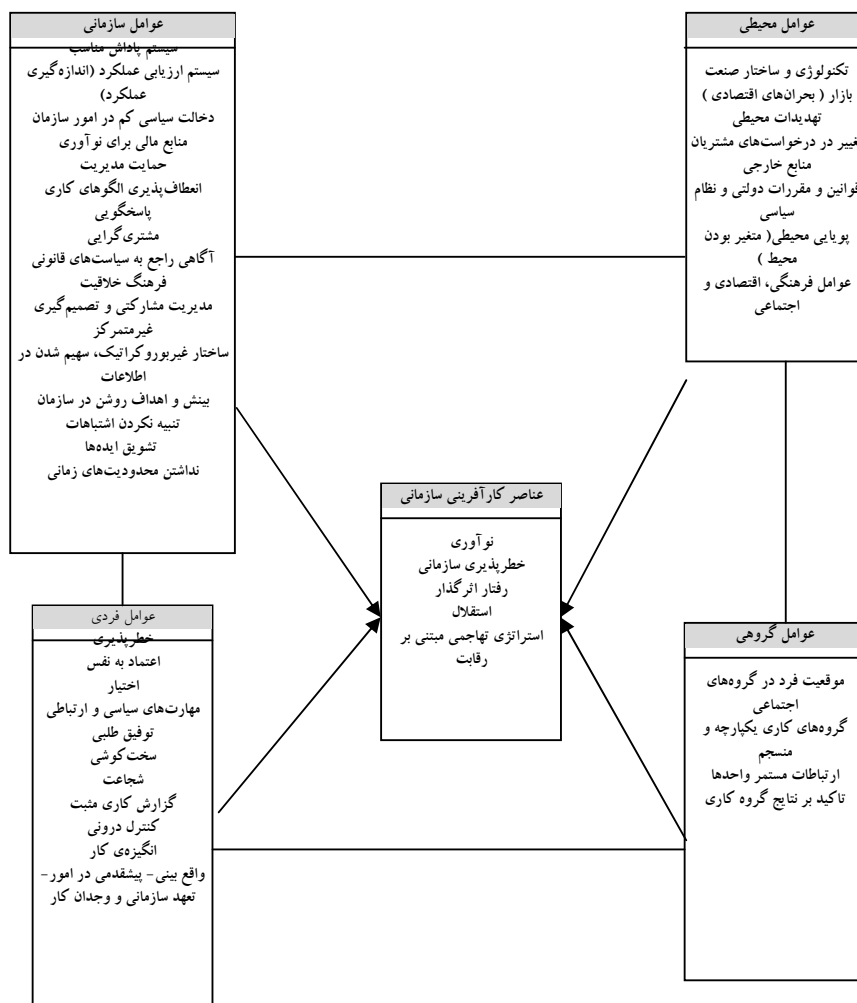 عوامل محیطی
تکنولوژی و ساختار صنعت
بازار ( بحران‌های اقتصادی )
تهدیدات محیطی
تغییر در درخواست‌های مشتریان
منابع خارجی
قوانین و مقررات دولتی و نظام
سیاسی
پویایی محیطی( متغیر بودن
محیط )
عوامل فرهنگی، اقتصادی و
اجتماعی
عوامل سازمانی
سیستم پاداش مناسب
سیستم ارزیابی عملکرد (اندازه‌گیری
عملکرد)
دخالت سیاسی کم در امور سازمان
منابع مالی برای نوآوری
حمایت مدیریت
انعطاف‌پذیری الگوهای کاری
پاسخگویی
مشتری‌گرایی
آگاهی راجع به سیاست‌های قانونی
فرهنگ خلاقیت
مدیریت مشارکتی و تصمیم‌گیری
غیرمتمرکز
ساختار غیربوروکراتیک، سهیم شدن در
اطلاعات
بینش و اهداف روشن در سازمان
تنبیه نکردن اشتباهات
تشویق ایده‌ها
نداشتن محدودیت‌های زمانی
عناصر کارآفرینی سازمانی
نوآوری
خطرپذیری سازمانی
رفتار اثرگذار
استقلال
استراتژی تهاجمی مبتنی بر
رقابت
عوامل گروهی
موقعیت فرد در گروه‌های
اجتماعی
گروه‌های کاری یکپارچه و
منسجم
ارتباطات مستمر واحدها
تاکید بر نتایج گروه کاری
عوامل فردی
خطرپذیری
اعتماد به نفس
اختیار
مهارت‌های سیاسی و ارتباطی
توفیق طلبی
سخت‌کوشی
شجاعت
گزارش کاری مثبت
کنترل درونی
انگیزه‌ی کار
واقع بینی- پیشقدمی در امور-
تعهد سازمانی و وجدان کار